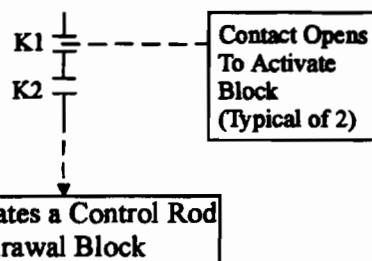 K1
Contact Opens
To Activate
Block
(Typical of 2)
K2
ates a Control Rod
rawal Block